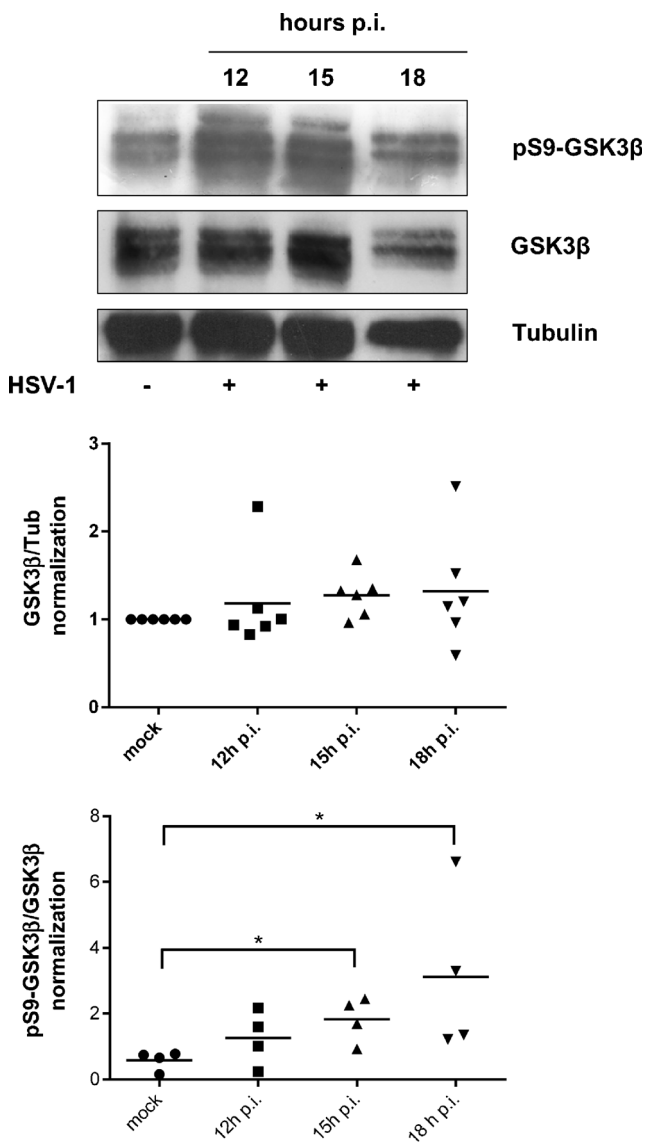 hours p.i.
12 15 18
pS9-GSK3β
GSK3β
Tubulin
HSV-1 - + + +
GSK3β/Tub
normalization
3
2
1
0
mock 12h p.i. 15h p.i. 18h p.i.
pS9-GSK3β/GSK3β
normalization
8
6
4
2
0
*
*
mock 12h p.i. 15h p.i. 18 h p.i.